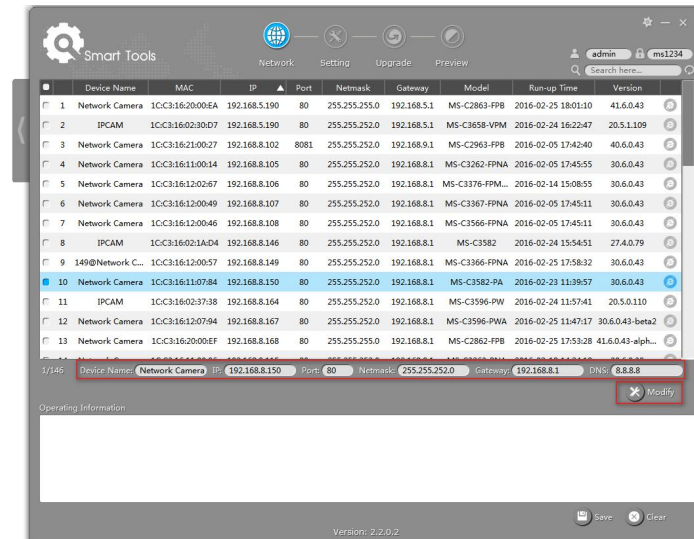 Smart Tools
Network Setting Upgrade Preview
admin ms1234
Search here...
Device Name MAC IP Port Netmask Gateway Model Run-up Time Version
1 Network Camera 1C:C3:16:20:00:EA 192.168.5.190 80 255.255.255.0 192.168.5.1 MS-C2863-FPB 2016-02-25 18:01:10 41.6.0.43
2 IPCAM 1C:C3:16:02:30:D7 192.168.5.190 80 255.255.255.0 192.168.5.1 MS-C3658-VPM 2016-02-24 16:22:47 20.5.1.109
3 Network Camera 1C:C3:16:21:00:27 192.168.8.102 8081 255.255.255.0 192.168.9.1 MS-C2963-FPB 2016-02-05 17:42:40 40.6.0.43
4 Network Camera 1C:C3:16:11:00:14 192.168.8.105 80 255.255.252.0 192.168.8.1 MS-C3262-FPNA 2016-02-05 17:45:55 30.6.0.43
5 Network Camera 1C:C3:16:12:02:67 192.168.8.106 80 255.255.252.0 192.168.8.1 MS-C3376-FPM... 2016-02-14 15:08:55 30.6.0.43
6 Network Camera 1C:C3:16:12:00:49 192.168.8.107 80 255.255.252.0 192.168.8.1 MS-C3367-FPNA 2016-02-05 17:45:11 30.6.0.43
7 Network Camera 1C:C3:16:12:00:46 192.168.8.108 80 255.255.252.0 192.168.8.1 MS-C3566-FPNA 2016-02-05 17:45:11 30.6.0.43
8 IPCAM 1C:C3:16:02:1A:D4 192.168.8.146 80 255.255.252.0 192.168.8.1 MS-C3582 2016-02-24 15:54:51 27.4.0.79
9 149@Network C... 1C:C3:16:12:00:57 192.168.8.149 80 255.255.252.0 192.168.8.1 MS-C3366-FPNA 2016-02-25 17:58:32 30.6.0.43
10 Network Camera 1C:C3:16:11:07:84 192.168.8.150 80 255.255.252.0 192.168.8.1 MS-C3582-PA 2016-02-23 11:39:57 30.6.0.43
11 IPCAM 1C:C3:16:02:37:38 192.168.8.164 80 255.255.252.0 192.168.8.1 MS-C3596-PW 2016-02-24 11:57:41 20.5.0.110
12 Network Camera 1C:C3:16:12:07:94 192.168.8.167 80 255.255.252.0 192.168.8.1 MS-C3596-PWA 2016-02-25 11:47:17 30.6.0.43-beta2
13 Network Camera 1C:C3:16:20:00:EF 192.168.8.168 80 255.255.255.0 192.168.8.1 MS-C2862-FPB 2016-02-25 17:53:28 41.6.0.43-alph...
1/146 Device Name: Network Camera IP: 192.168.8.150 Port: 80 Netmask: 255.255.252.0 Gateway: 192.168.8.1 DNS: 8.8.8.8
Modify
Operating Information
Save Clear
Version: 2.2.0.2